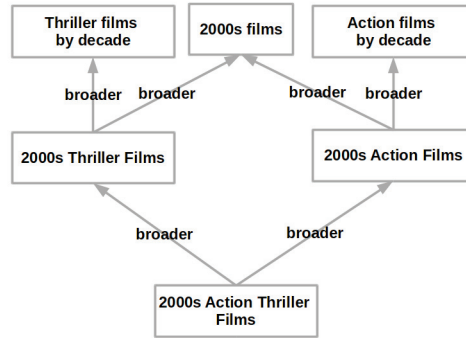 Thriller films
by decade
2000s films
Action films
by decade
broader
broader
broader
broader
2000s Thriller Films
2000s Action Films
broader
broader
2000s Action Thriller
Films